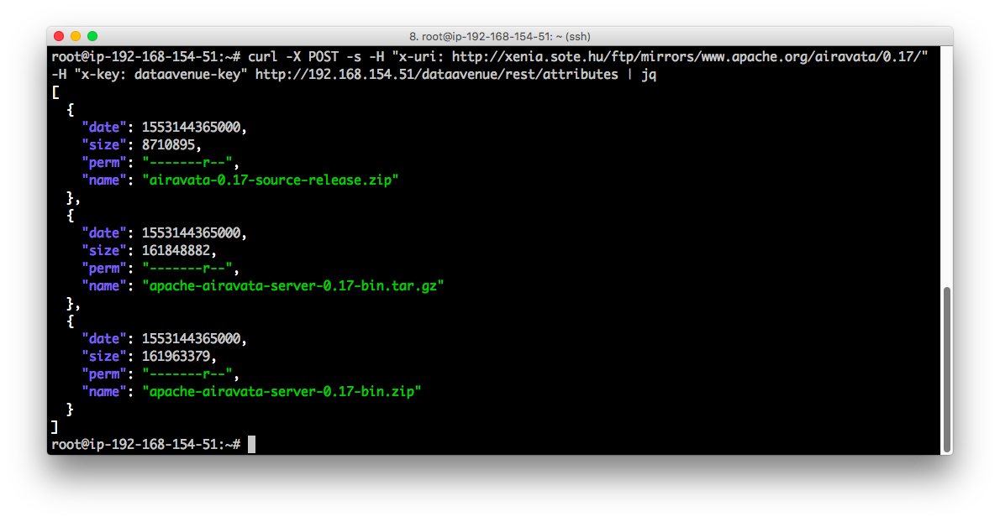 8. root@ip-192-168-154-51: ~ (ssh)
root@ip-192-168-154-51:~# curl -X POST -s -H "x-uri: http://xenia.sote.hu/ftp/mirrors/www.apache.org/airavata/0.17/"
-H "x-key: dataavenue-key" http://192.168.154.51/dataavenue/rest/attributes | jq
[
  {
    "date": 1553144365000,
    "size": 8710895,
    "perm": "-------r--",
    "name": "airavata-0.17-source-release.zip"
  },
  {
    "date": 1553144365000,
    "size": 161848882,
    "perm": "-------r--",
    "name": "apache-airavata-server-0.17-bin.tar.gz"
  },
  {
    "date": 1553144365000,
    "size": 161963379,
    "perm": "-------r--",
    "name": "apache-airavata-server-0.17-bin.zip"
  }
]
root@ip-192-168-154-51:~#